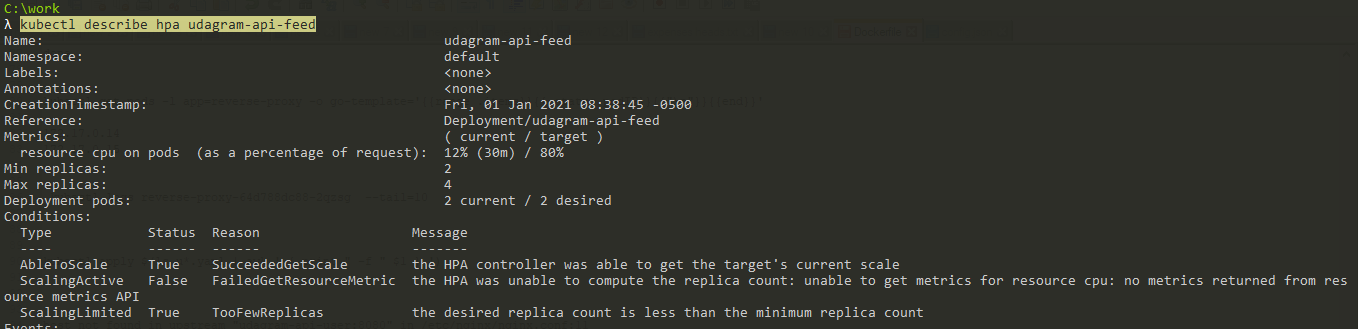 C:\work
λ kubectl describe hpa udagram-api-feed
Name: udagram-api-feed
Namespace: default
Labels: <none>
Annotations: <none>
CreationTimestamp: Fri, 01 Jan 2021 08:38:45 -0500
Reference: Deployment/udagram-api-feed
Metrics: ( current / target )
resource cpu on pods (as a percentage of request): 12% (30m) / 80%
Min replicas: 2
Max replicas: 4
Deployment pods: 2 current / 2 desired
Conditions:
Type Status Reason Message
---- ------ ------ -------
AbleToScale True SucceededGetScale the HPA controller was able to get the target's current scale
ScalingActive False FailedGetResourceMetric the HPA was unable to compute the replica count: unable to get metrics for resource cpu: no metrics returned from res
ource metrics API
ScalingLimited True TooFewReplicas the desired replica count is less than the minimum replica count
Events: